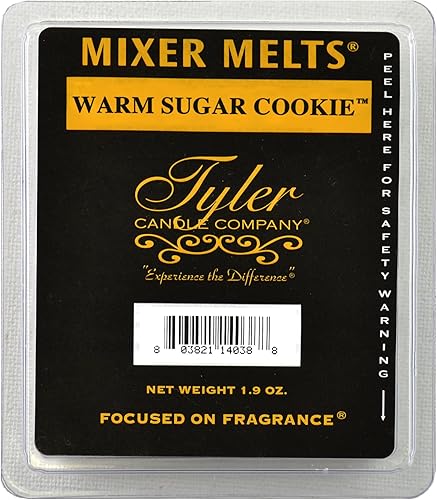 MIXER MELTS®
WARM SUGAR COOKIE™
Tyler
CANDLE COMPANY®
"Experience the Difference"®
8 03821 14038 8
NET WEIGHT 1.9 OZ.
FOCUSED ON FRAGRANCE®
PEEL HERE FOR SAFETY WARNING